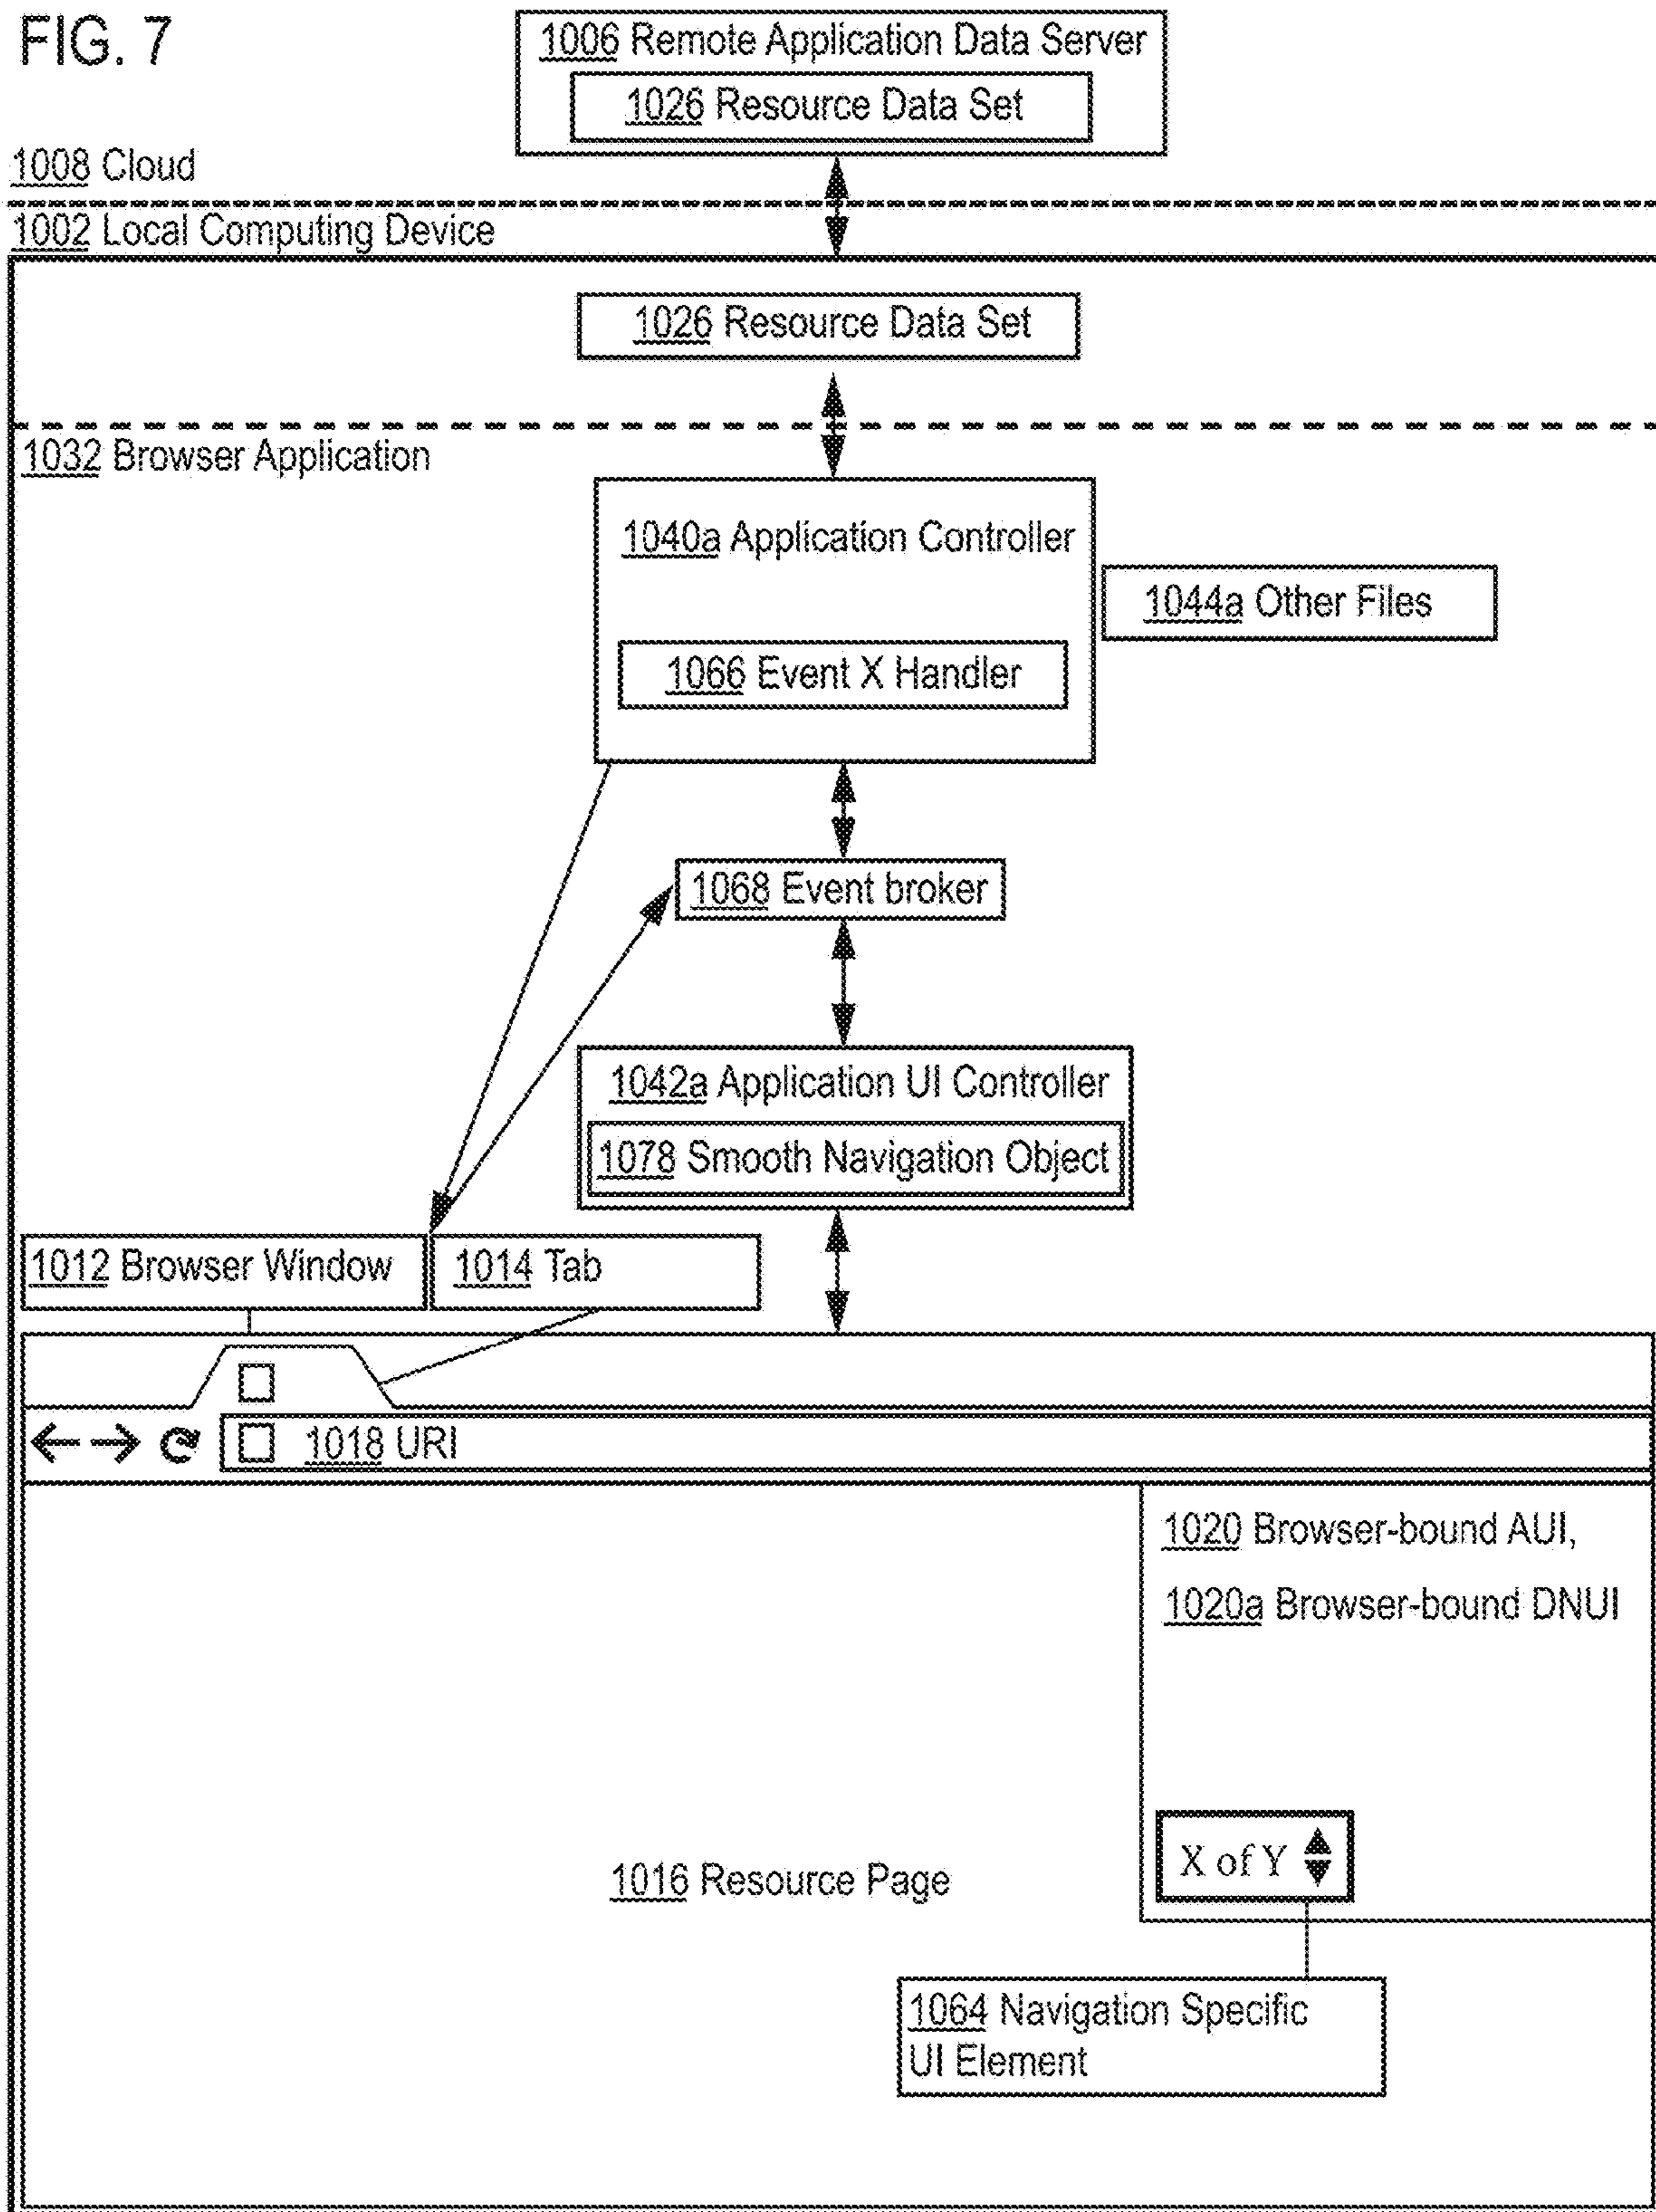 FIG. 7
1006 Remote Application Data Server
1026 Resource Data Set
1008 Cloud
1002 Local Computing Device
1026 Resource Data Set
1032 Browser Application
1040a Application Controller
1044a Other Files
1066 Event X Handler
1068 Event broker
1042a Application UI Controller
1078 Smooth Navigation Object
1012 Browser Window
1014 Tab
1018 URI
1020 Browser-bound AUI,
1020a Browser-bound DNUI
X of Y
1016 Resource Page
1064 Navigation Specific
UI Element